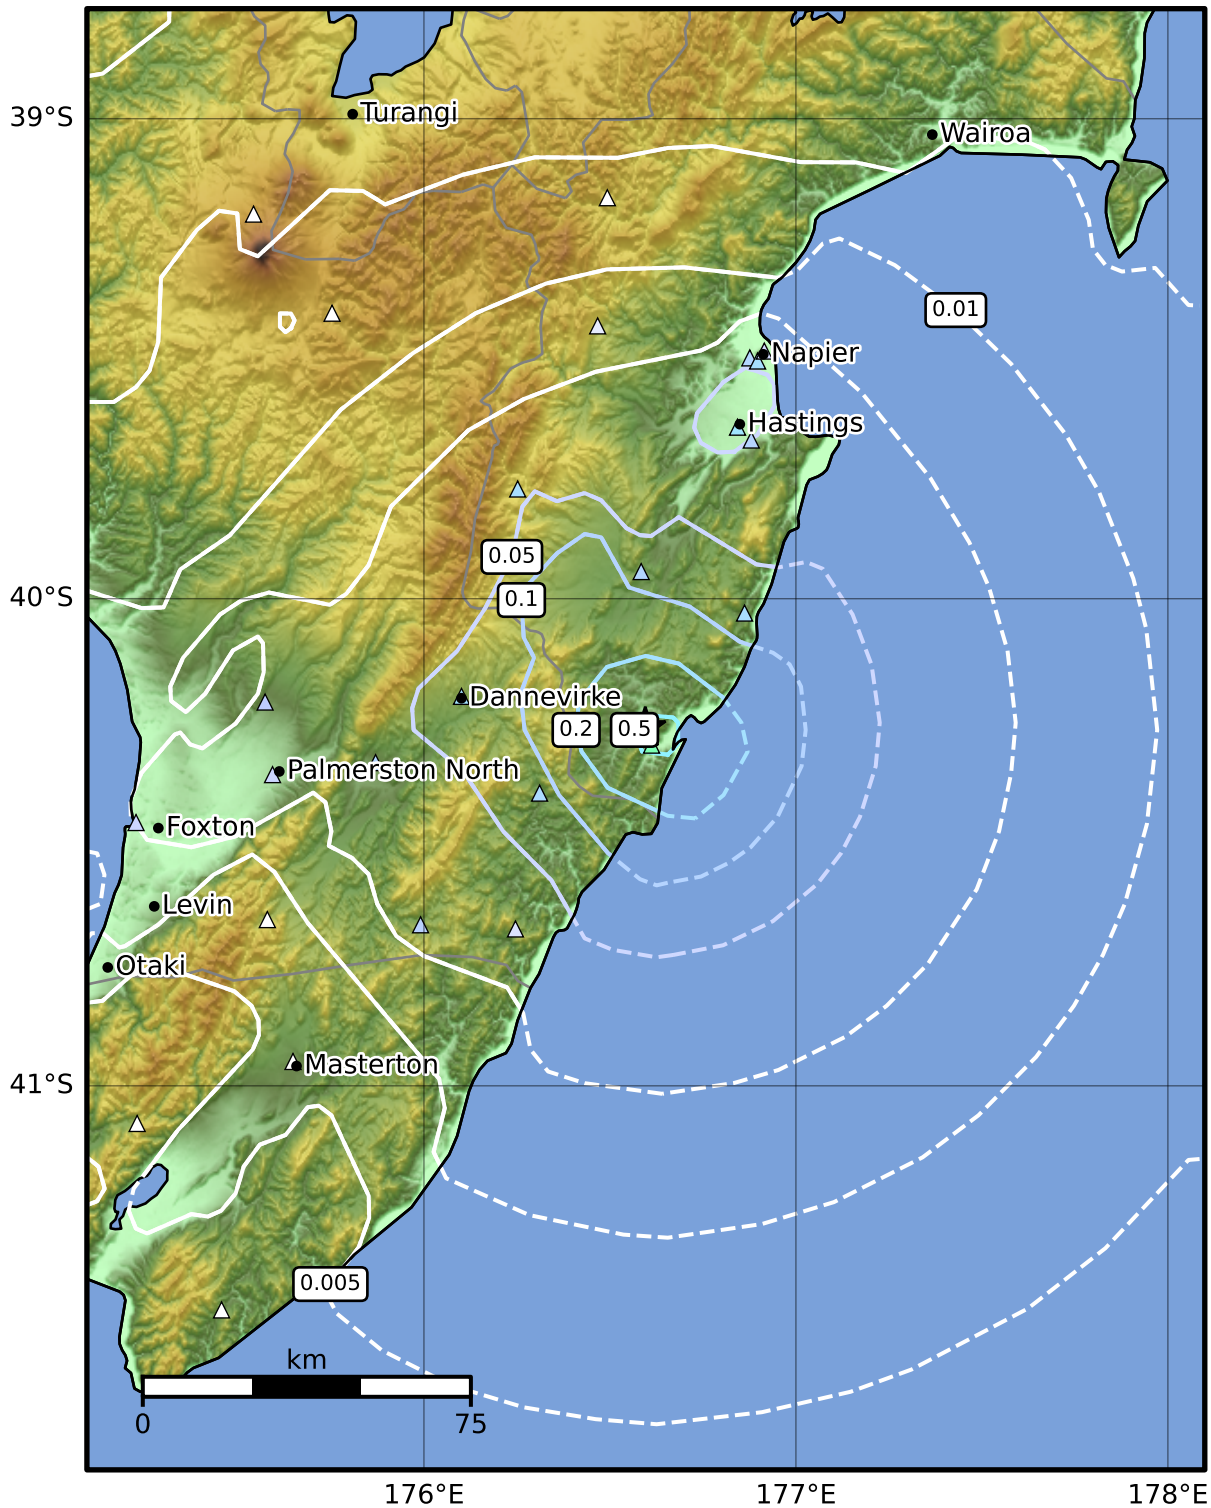 Turangi
39°S
Wairoa
0.01
Napier
Hastings
0.05
40°S
0.1
Dannevirke
0.2
0.5
Palmerston North
Foxton
Levin
Otaki
Masterton
41°S
0.005
km
0
75
176°E
177°E
178°E